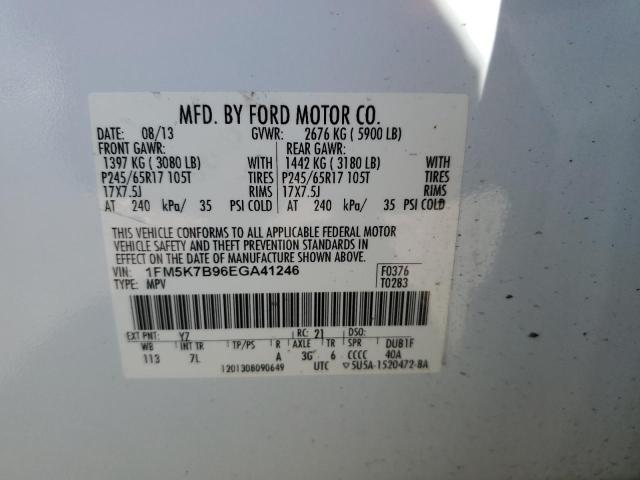 MFD. BY FORD MOTOR CO.
DATE: 08/13 GVWR: 2676 KG ( 5900 LB)
FRONT GAWR: REAR GAWR:
1397 KG ( 3080 LB) WITH 1442 KG ( 3180 LB) WITH
P245/65R17 105T TIRES P245/65R17 105T TIRES
17X7.5J RIMS 17X7.5J RIMS
AT 240 kPa/ 35 PSI COLD AT 240 kPa/ 35 PSI COLD
THIS VEHICLE CONFORMS TO ALL APPLICABLE FEDERAL MOTOR
VEHICLE SAFETY AND THEFT PREVENTION STANDARDS IN
EFFECT ON THE DATE OF MANUFACTURE SHOWN ABOVE.
VIN: 1FM5K7B96EGA41246 F0376
TYPE: MPV T0283
EXT PNT: YZ RC: 21 DSO:
WB INT TR TP/PS R AXLE TR SPR DUB1F
113 7L A 3G 6 CCCC 40A
120130B090649 UTC ▽5U5A-1520472-BA